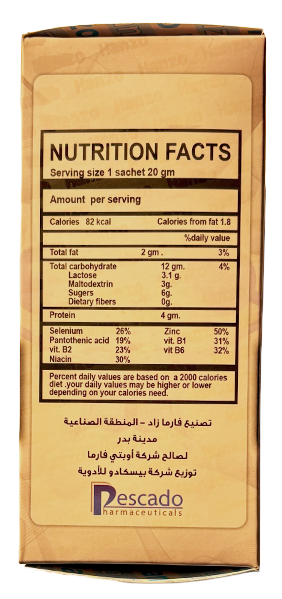 NUTRITION FACTS
Serving size 1 sachet 20 gm
Amount per serving
Calories 82 kcal Calories from fat 1.8
%daily value
Total fat 2 gm . 3%
Total carbohydrate 12 gm. 4%
Lactose 3.1 g.
Maltodextrin 3g.
Sugers 6g.
Dietary fibers 0g.
Protein 4 gm.
Selenium 26% Zinc 50%
Pantothenic acid 19% vit. B1 31%
vit. B2 23% vit B6 32%
Niacin 30%
Percent daily values are based on a 2000 calories
diet .your daily values may be higher or lower
depending on your calories need.
تصنيع فارما زاد - المنطقة الصناعية
مدينة بدر
لصالح شركة أوبتي فارما
توزيع شركة بيسكادو للأدوية
Pescado
Pharmaceuticals